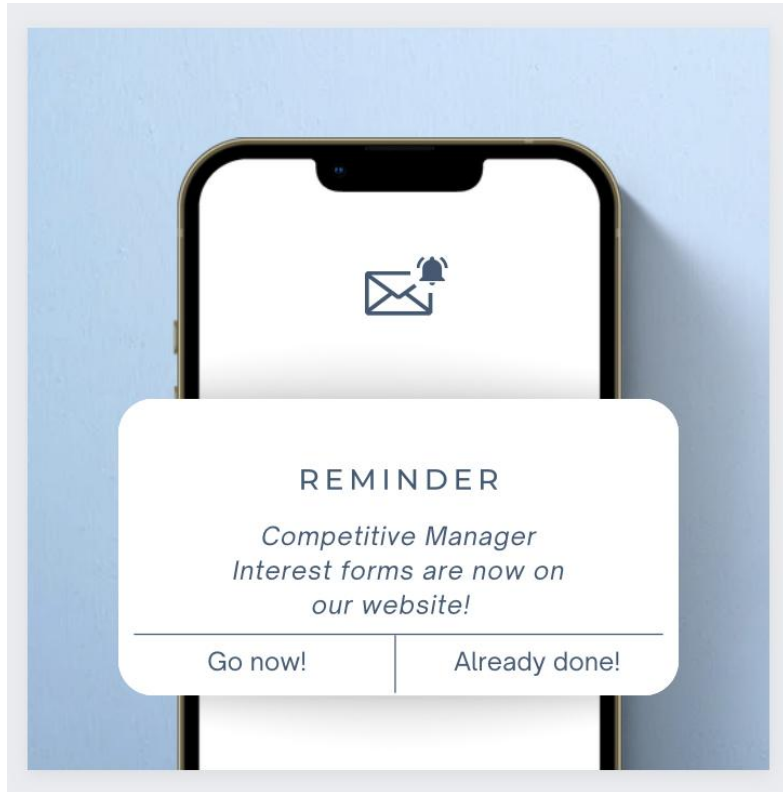 REMINDER
Competitive Manager
Interest forms are now on
our website!
Go now!
Already done!